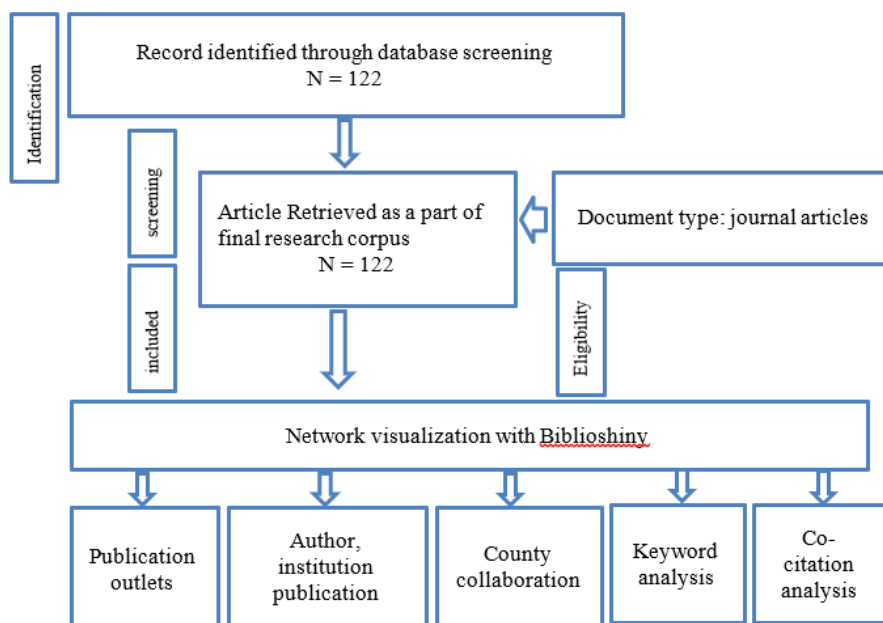 Identification
Record identified through database screening
N = 122
screening
Article Retrieved as a part of
final research corpus
N = 122
Document type: journal articles
included
Eligibility
Network visualization with Biblioshiny
Publication
outlets
Author,
institution
publication
County
collaboration
Keyword
analysis
Co-
citation
analysis